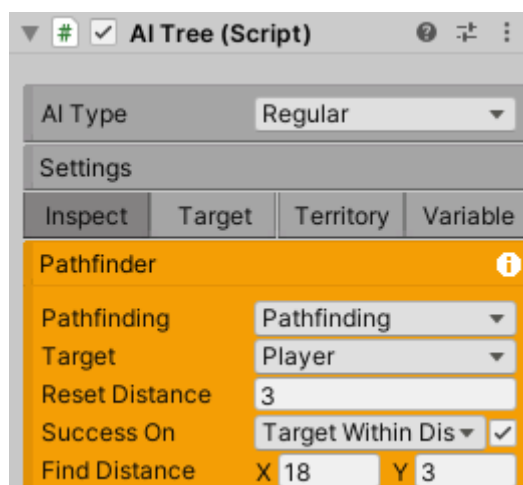 # AI Tree (Script)
AI Type Regular
Settings
Inspect Target Territory Variable
Pathfinder
Pathfinding Pathfinding
Target Player
Reset Distance 3
Success On Target Within Dis
Find Distance X 18 Y 3